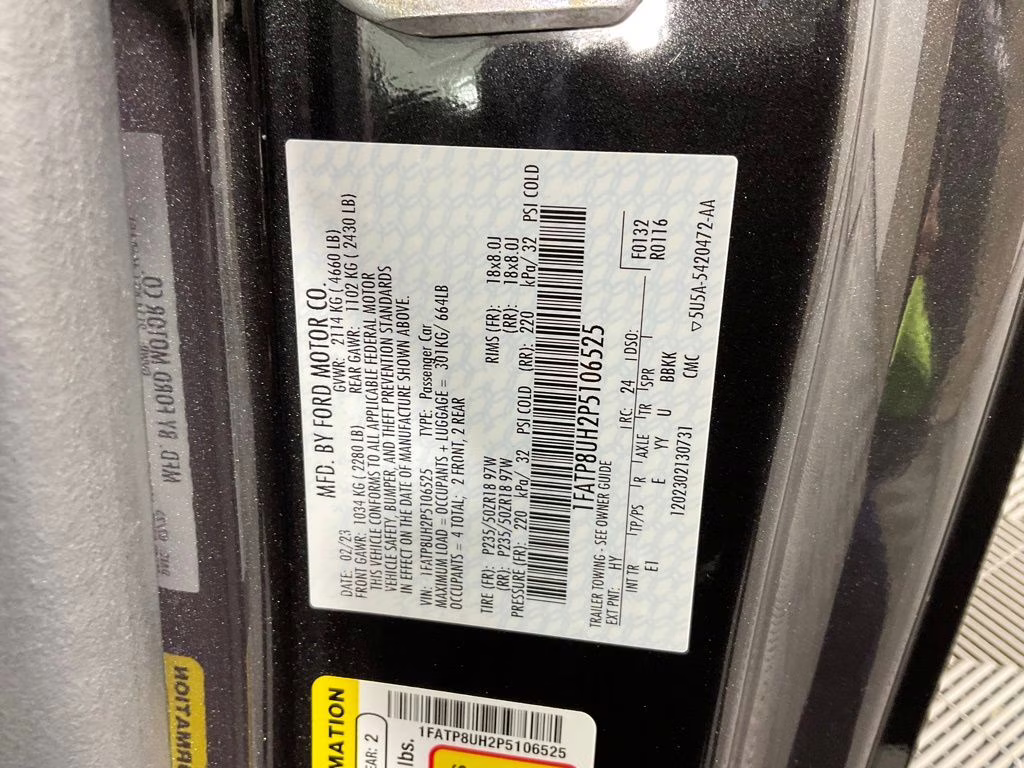 MFD. BY FORD MOTOR CO.
DATE: 02/23 GVWR: 2114 KG ( 4660 LB)
FRONT GAWR: 1034 KG ( 2280 LB) REAR GAWR: 1102 KG ( 2430 LB)
THIS VEHICLE CONFORMS TO ALL APPLICABLE FEDERAL MOTOR
VEHICLE SAFETY, BUMPER, AND THEFT PREVENTION STANDARDS
IN EFFECT ON THE DATE OF MANUFACTURE SHOWN ABOVE.
VIN: 1FATP8UH2P5106525 TYPE: Passenger Car
MAXIMUM LOAD = OCCUPANTS + LUGGAGE = 301KG/ 664LB
OCCUPANTS = 4 TOTAL, 2 FRONT, 2 REAR
TIRE (FR): P235/50ZR18 97W RIMS (FR): 18x8.0J
(RR): P235/50ZR18 97W (RR): 18x8.0J
PRESSURE (FR): 220 kPa/ 32 PSI COLD (RR): 220 kPa/ 32 PSI COLD
1FATP8UH2P5106525
TRAILER TOWING - SEE OWNER GUIDE
EXT PNT: HY RC: 24 DSO: F0132
R0116
INT TR TP/PS R AXLE TR SPR
EJ E YY U BBKK
1202302130731 CMC
▽5U5A-5420472-AA
MATION
EAR: 2
lbs.
1FATP8UH2P5106525
MFD. BY FORD MOTOR CO
RMATION